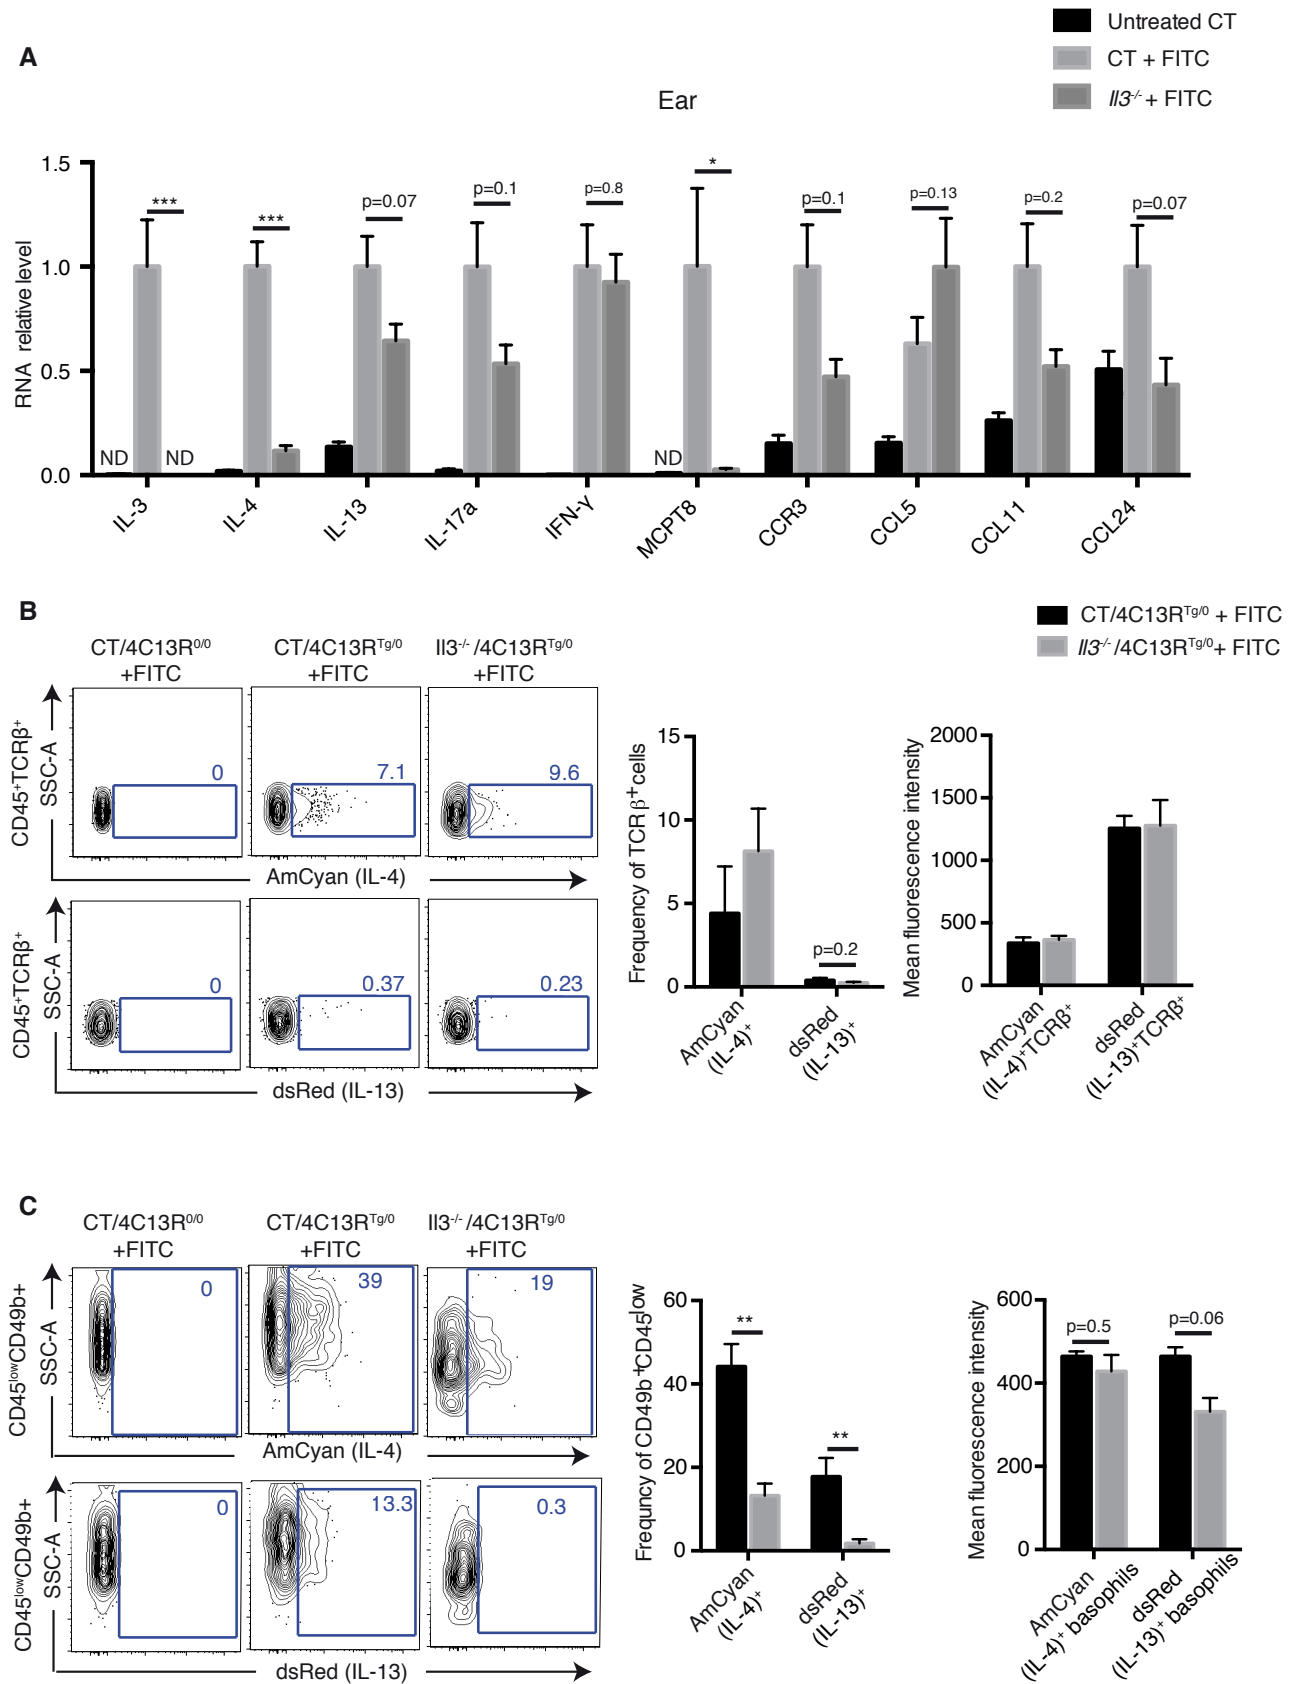 Untreated CT
CT + FITC
Il3-/- + FITC
A
Ear
RNA relative level
1.5
1.0
0.5
0.0
***
***
p=0.07
p=0.1
p=0.8
*
p=0.1
p=0.13
p=0.2
p=0.07
ND
ND
ND
IL-3
IL-4
IL-13
IL-17a
IFN-γ
MCPT8
CCR3
CCL5
CCL11
CCL24
B
CT/4C13RTg/0 + FITC
Il3-/- /4C13RTg/0+ FITC
CT/4C13R0/0
+FITC
CT/4C13RTg/0
+FITC
Il3-/- /4C13RTg/0
+FITC
CD45+TCRβ+
SSC-A
0
7.1
9.6
AmCyan (IL-4)
CD45+TCRβ+
SSC-A
0
0.37
0.23
dsRed (IL-13)
Frequency of TCRβ+cells
15
10
5
0
p=0.2
AmCyan
(IL-4)+
dsRed
(IL-13)+
Mean fluorescence intensity
2000
1500
1000
500
0
AmCyan
(IL-4)+TCRβ+
dsRed
(IL-13)+TCRβ+
C
CT/4C13R0/0
+FITC
CT/4C13RTg/0
+FITC
Il3-/- /4C13RTg/0
+FITC
CD45lowCD49b+
SSC-A
0
39
19
AmCyan (IL-4)
CD45lowCD49b+
SSC-A
0
13.3
0.3
dsRed (IL-13)
Frequncy of CD49b+CD45low
60
40
20
0
**
**
AmCyan
(IL-4)+
dsRed
(IL-13)+
Mean fluorescence intensity
600
400
200
0
p=0.5
p=0.06
AmCyan
(IL-4)+ basophils
dsRed
(IL-13)+ basophils